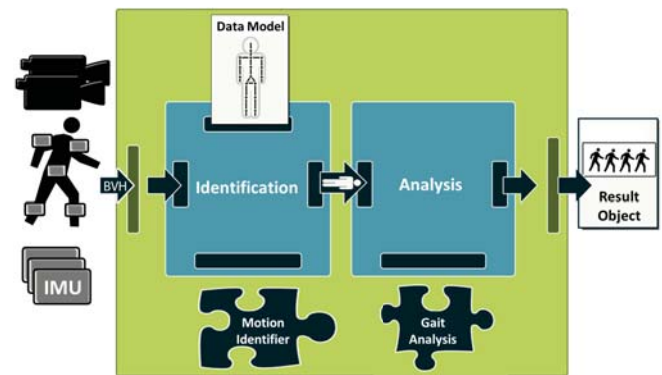 Data Model
BVH
Identification
Analysis
Result
Object
IMU
Motion
Identifier
Gait
Analysis